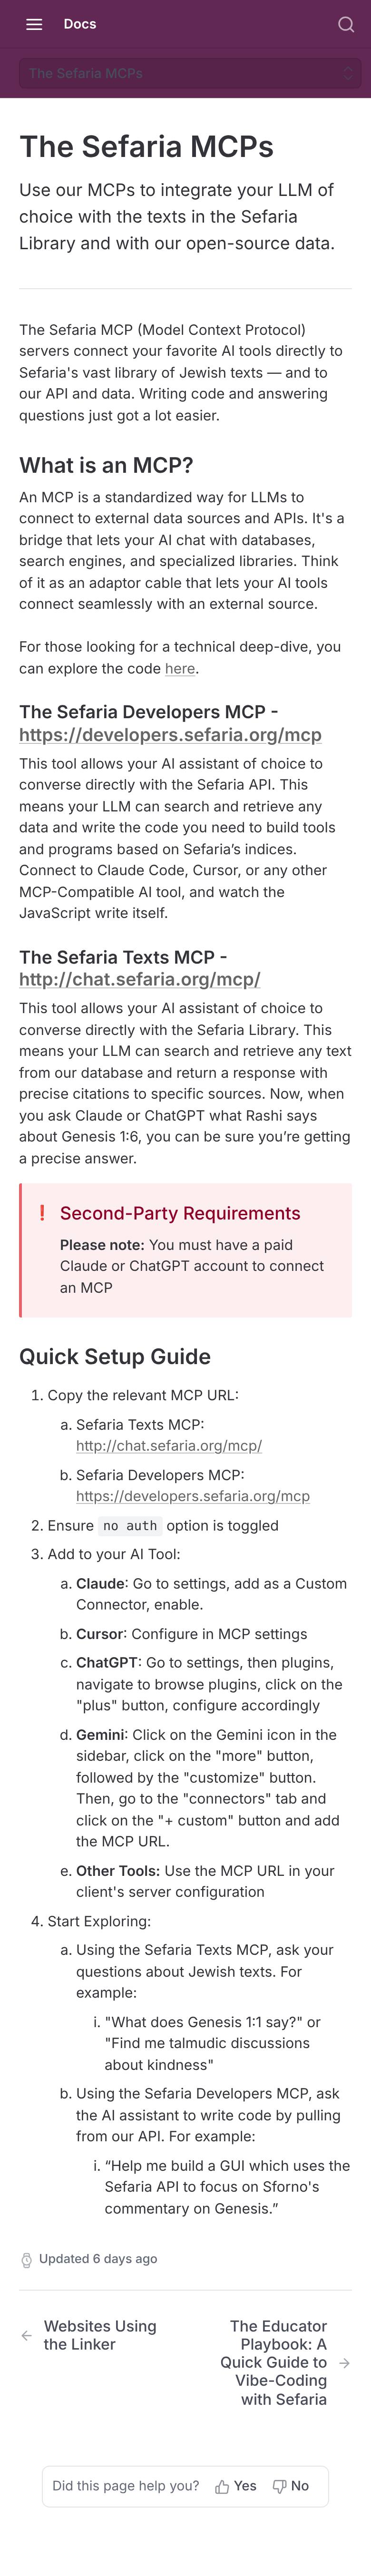 Docs
The Sefaria MCPs
The Sefaria MCPs
Use our MCPs to integrate your LLM of
choice with the texts in the Sefaria
Library and with our open-source data.
The Sefaria MCP (Model Context Protocol)
servers connect your favorite AI tools directly to
Sefaria's vast library of Jewish texts — and to
our API and data. Writing code and answering
questions just got a lot easier.
What is an MCP?
An MCP is a standardized way for LLMs to
connect to external data sources and APIs. It's a
bridge that lets your AI chat with databases,
search engines, and specialized libraries. Think
of it as an adaptor cable that lets your AI tools
connect seamlessly with an external source.
For those looking for a technical deep-dive, you
can explore the code here.
The Sefaria Developers MCP -
https://developers.sefaria.org/mcp
This tool allows your AI assistant of choice to
converse directly with the Sefaria API. This
means your LLM can search and retrieve any
data and write the code you need to build tools
and programs based on Sefaria’s indices.
Connect to Claude Code, Cursor, or any other
MCP-Compatible AI tool, and watch the
JavaScript write itself.
The Sefaria Texts MCP -
http://chat.sefaria.org/mcp/
This tool allows your AI assistant of choice to
converse directly with the Sefaria Library. This
means your LLM can search and retrieve any text
from our database and return a response with
precise citations to specific sources. Now, when
you ask Claude or ChatGPT what Rashi says
about Genesis 1:6, you can be sure you’re getting
a precise answer.
❗ Second-Party Requirements
Please note: You must have a paid
Claude or ChatGPT account to connect
an MCP
Quick Setup Guide
1. Copy the relevant MCP URL:
a. Sefaria Texts MCP:
http://chat.sefaria.org/mcp/
b. Sefaria Developers MCP:
https://developers.sefaria.org/mcp
2. Ensure no auth option is toggled
3. Add to your AI Tool:
a. Claude: Go to settings, add as a Custom
Connector, enable.
b. Cursor: Configure in MCP settings
c. ChatGPT: Go to settings, then plugins,
navigate to browse plugins, click on the
"plus" button, configure accordingly
d. Gemini: Click on the Gemini icon in the
sidebar, click on the "more" button,
followed by the "customize" button.
Then, go to the "connectors" tab and
click on the "+ custom" button and add
the MCP URL.
e. Other Tools: Use the MCP URL in your
client's server configuration
4. Start Exploring:
a. Using the Sefaria Texts MCP, ask your
questions about Jewish texts. For
example:
i. "What does Genesis 1:1 say?" or
"Find me talmudic discussions
about kindness"
b. Using the Sefaria Developers MCP, ask
the AI assistant to write code by pulling
from our API. For example:
i. “Help me build a GUI which uses the
Sefaria API to focus on Sforno's
commentary on Genesis.”
Updated 6 days ago
Websites Using
the Linker
The Educator
Playbook: A
Quick Guide to
Vibe-Coding
with Sefaria
Did this page help you? Yes No